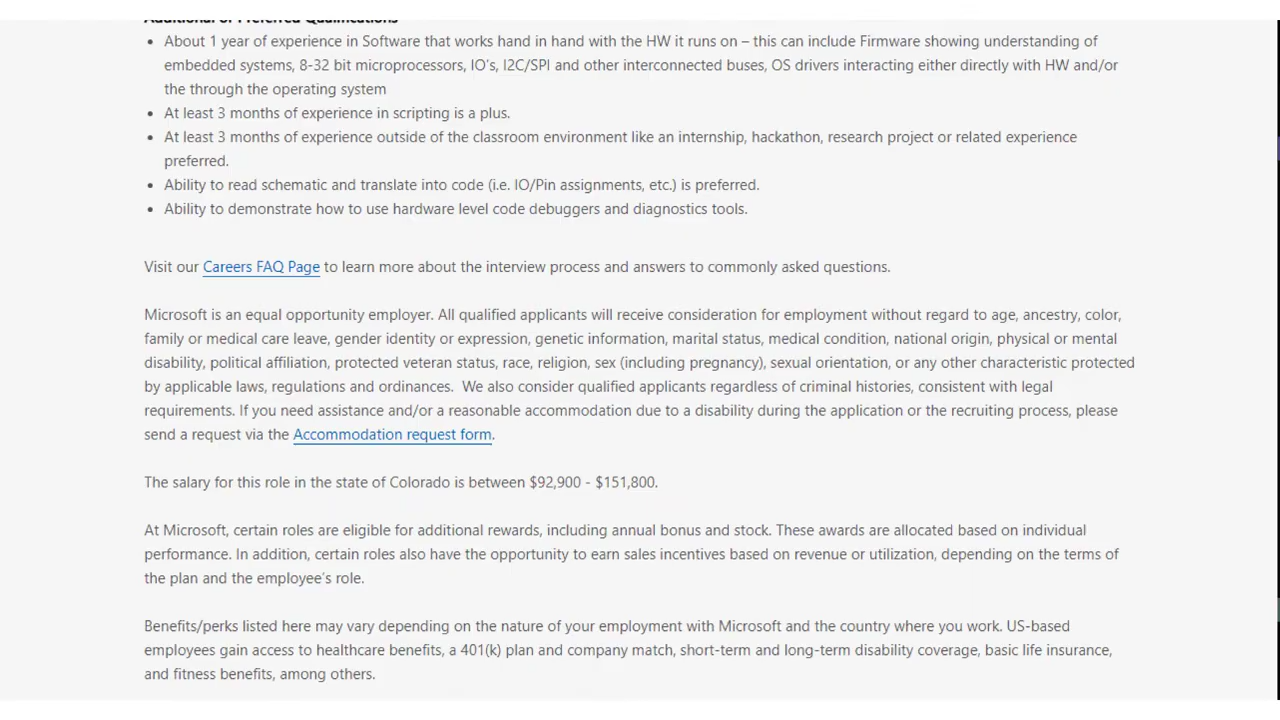 Additional or Preferred Qualifications
• About 1 year of experience in Software that works hand in hand with the HW it runs on – this can include Firmware showing understanding of
embedded systems, 8-32 bit microprocessors, IO's, I2C/SPI and other interconnected buses, OS drivers interacting either directly with HW and/or
the through the operating system
• At least 3 months of experience in scripting is a plus.
• At least 3 months of experience outside of the classroom environment like an internship, hackathon, research project or related experience
preferred.
• Ability to read schematic and translate into code (i.e. IO/Pin assignments, etc.) is preferred.
• Ability to demonstrate how to use hardware level code debuggers and diagnostics tools.
Visit our Careers FAQ Page to learn more about the interview process and answers to commonly asked questions.
Microsoft is an equal opportunity employer. All qualified applicants will receive consideration for employment without regard to age, ancestry, color,
family or medical care leave, gender identity or expression, genetic information, marital status, medical condition, national origin, physical or mental
disability, political affiliation, protected veteran status, race, religion, sex (including pregnancy), sexual orientation, or any other characteristic protected
by applicable laws, regulations and ordinances.  We also consider qualified applicants regardless of criminal histories, consistent with legal
requirements. If you need assistance and/or a reasonable accommodation due to a disability during the application or the recruiting process, please
send a request via the Accommodation request form.
The salary for this role in the state of Colorado is between $92,900 - $151,800.
At Microsoft, certain roles are eligible for additional rewards, including annual bonus and stock. These awards are allocated based on individual
performance. In addition, certain roles also have the opportunity to earn sales incentives based on revenue or utilization, depending on the terms of
the plan and the employee's role.
Benefits/perks listed here may vary depending on the nature of your employment with Microsoft and the country where you work. US-based
employees gain access to healthcare benefits, a 401(k) plan and company match, short-term and long-term disability coverage, basic life insurance,
and fitness benefits, among others.